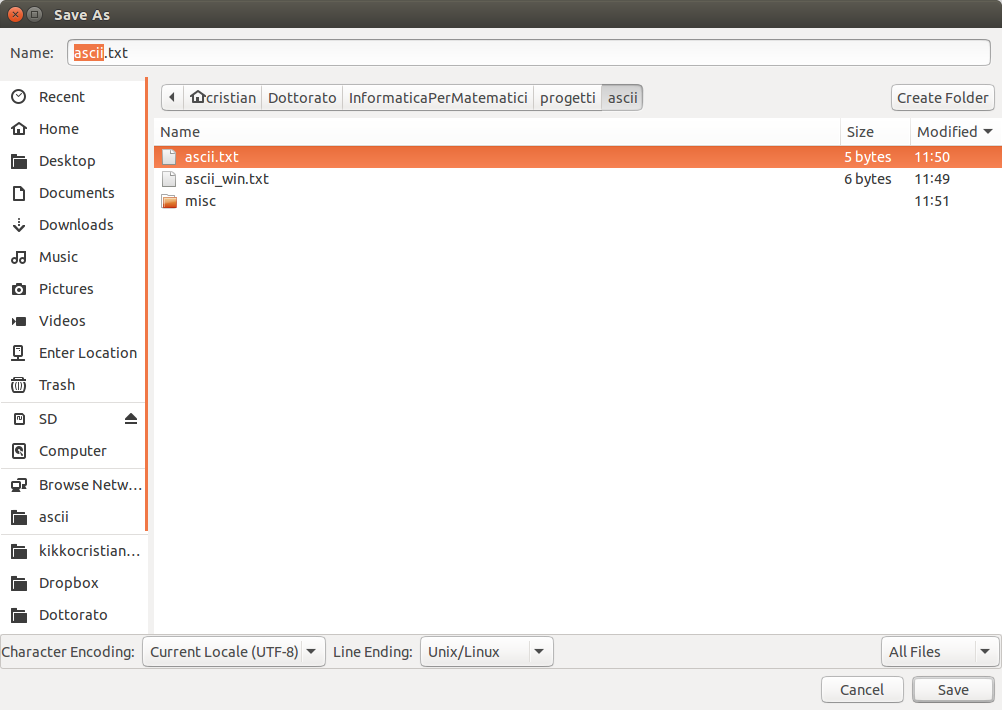 Save As
Name: ascii.txt
Recent
Home
Desktop
Documents
Downloads
Music
Pictures
Videos
Enter Location
Trash
SD
Computer
Browse Netw...
ascii
kikkocristian...
Dropbox
Dottorato
cristian Dottorato InformaticaPerMatematici progetti ascii Create Folder
Name Size Modified
ascii.txt 5 bytes 11:50
ascii_win.txt 6 bytes 11:49
misc 11:51
Character Encoding: Current Locale (UTF-8) Line Ending: Unix/Linux All Files
Cancel Save